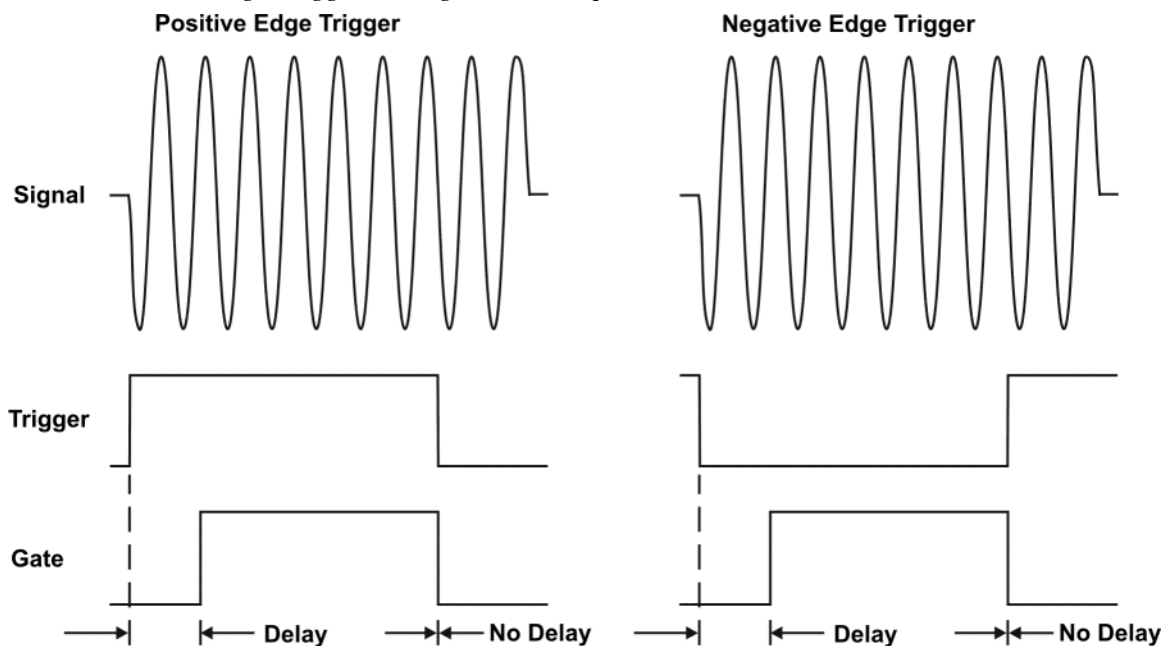 Positive Edge Trigger
Negative Edge Trigger
Signal
Trigger
Gate
Delay
No Delay
Delay
No Delay